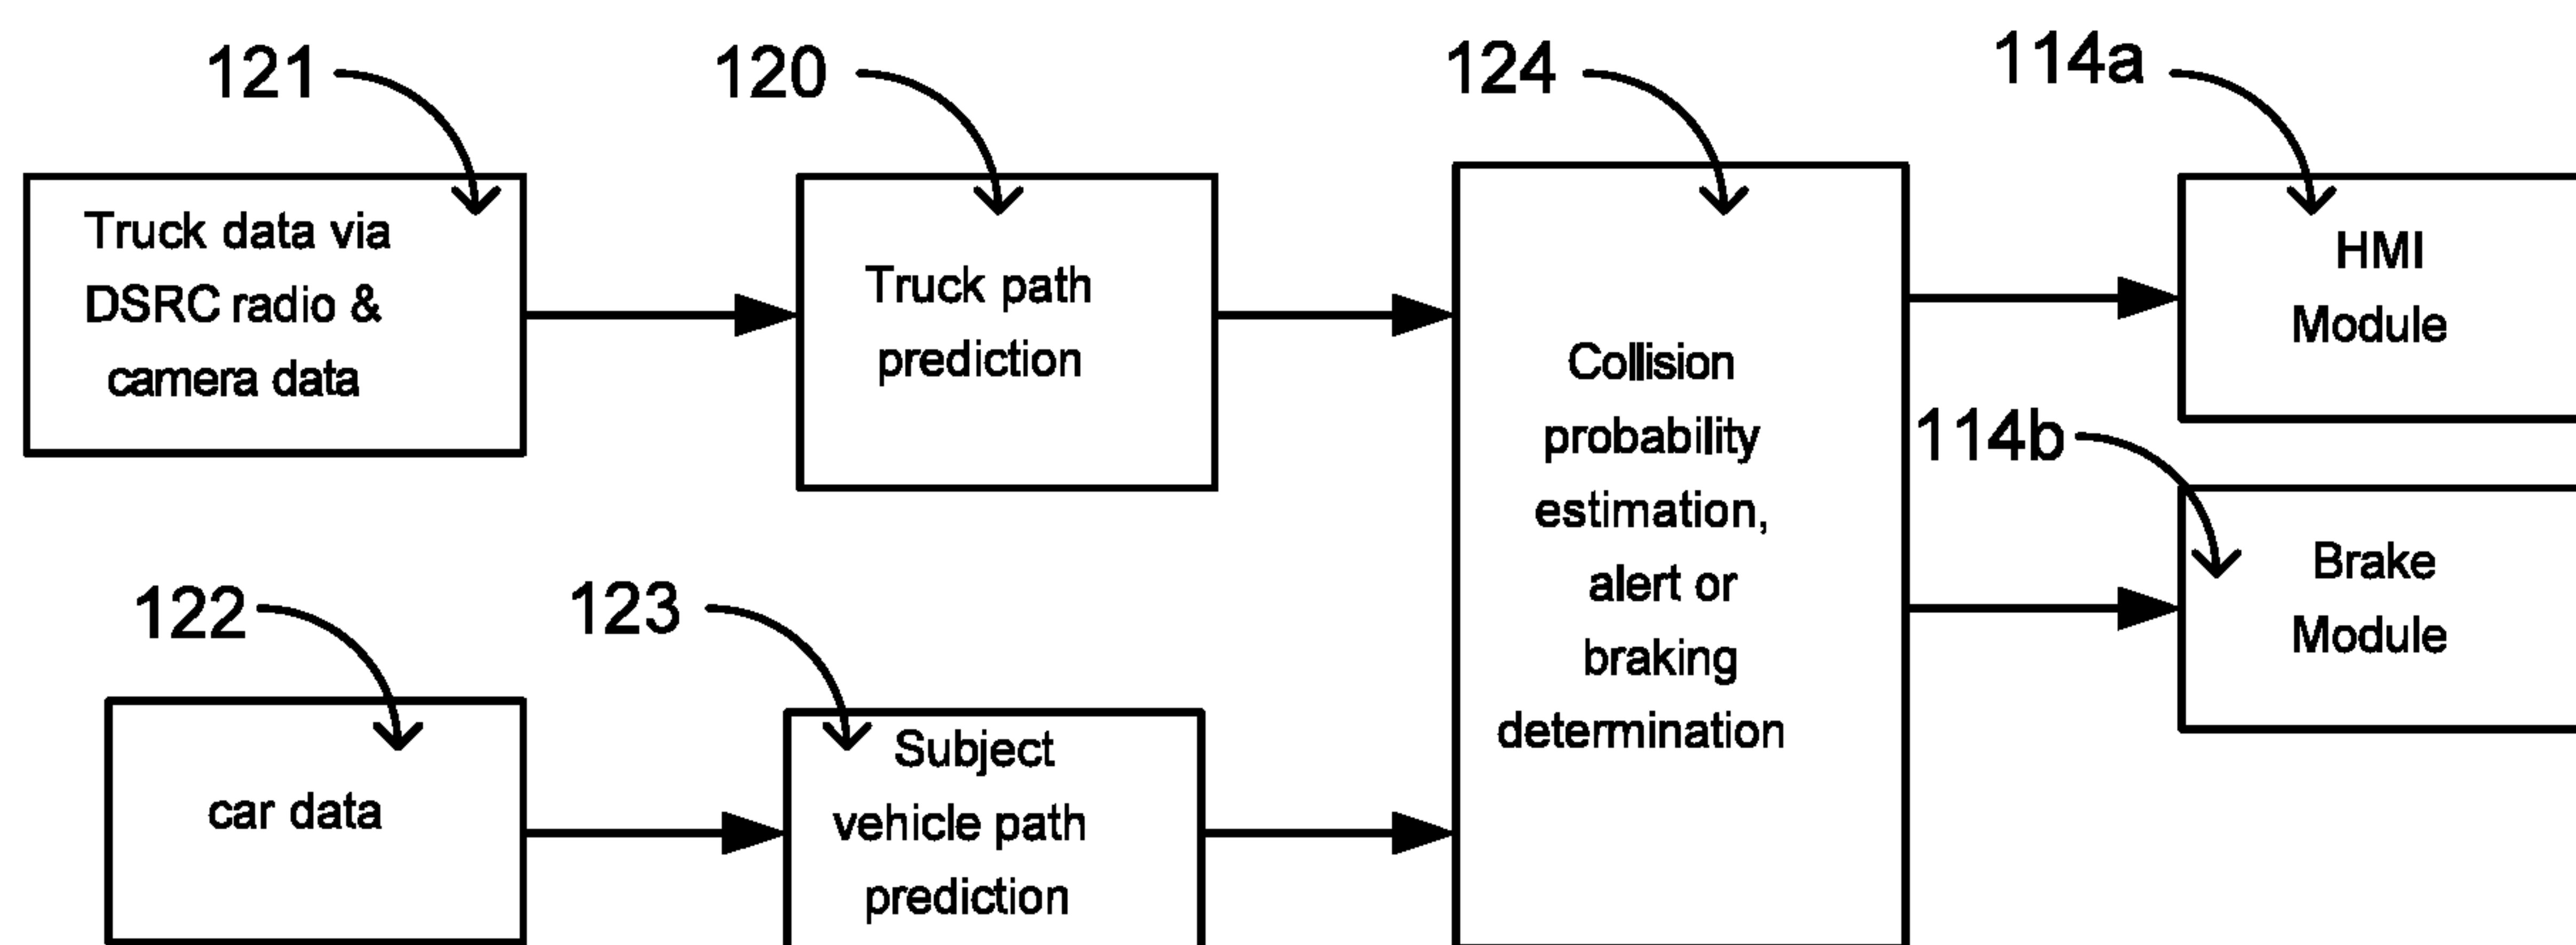 121
120
124
114a
Truck data via
DSRC radio &
camera data
Truck path
prediction
Collision
probability
estimation,
alert or
braking
determination
HMI
Module
114b
Brake
Module
122
123
car data
Subject
vehicle path
prediction